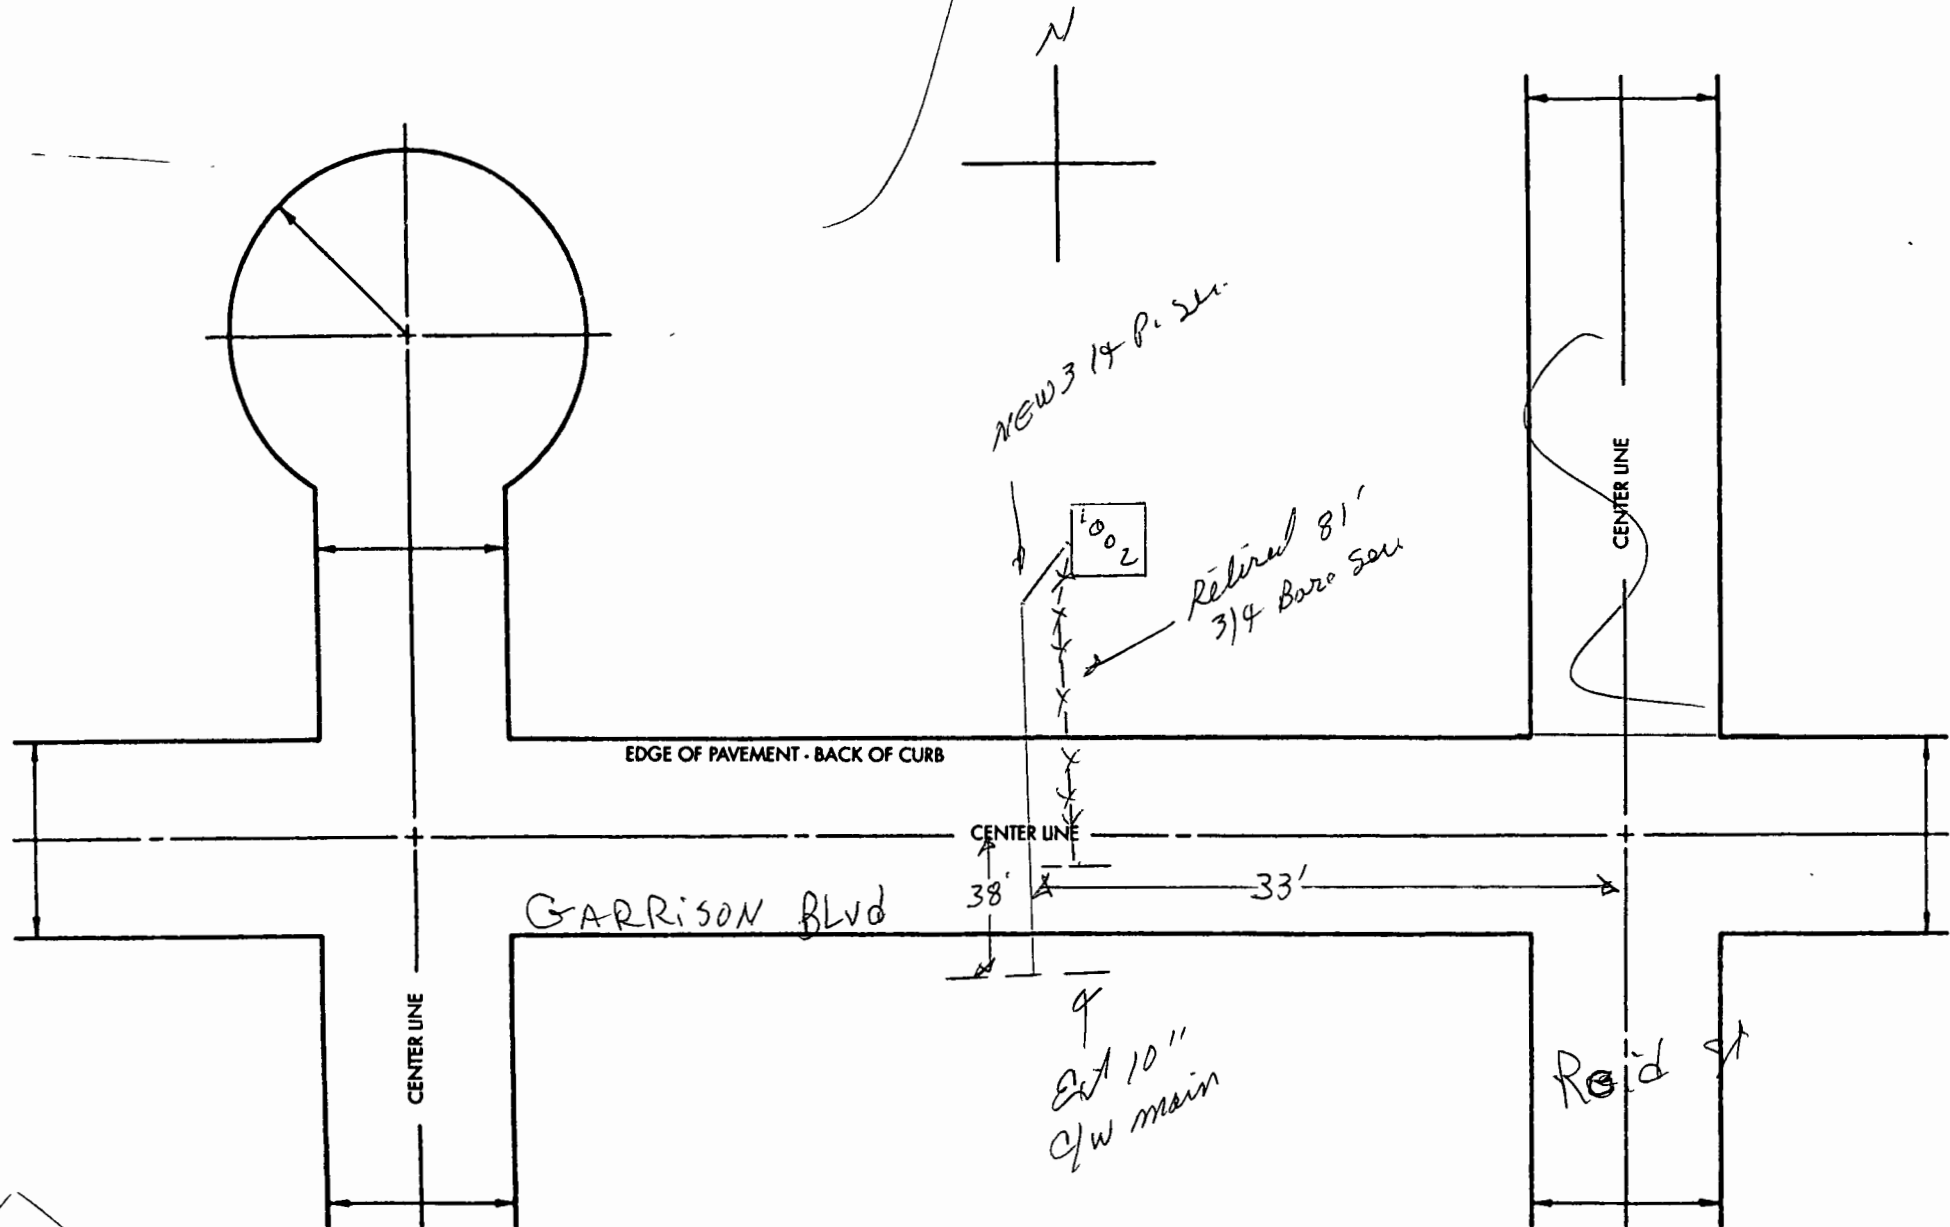 N
NEW 3/4 P. Ser.
1002
Retired 81'
3/4 Bare Ser.
CENTER LINE
EDGE OF PAVEMENT - BACK OF CURB
CENTER LINE
38'
33'
GARRISON BLVd
CENTER LINE
Ext 10"
C/W main
Reid St